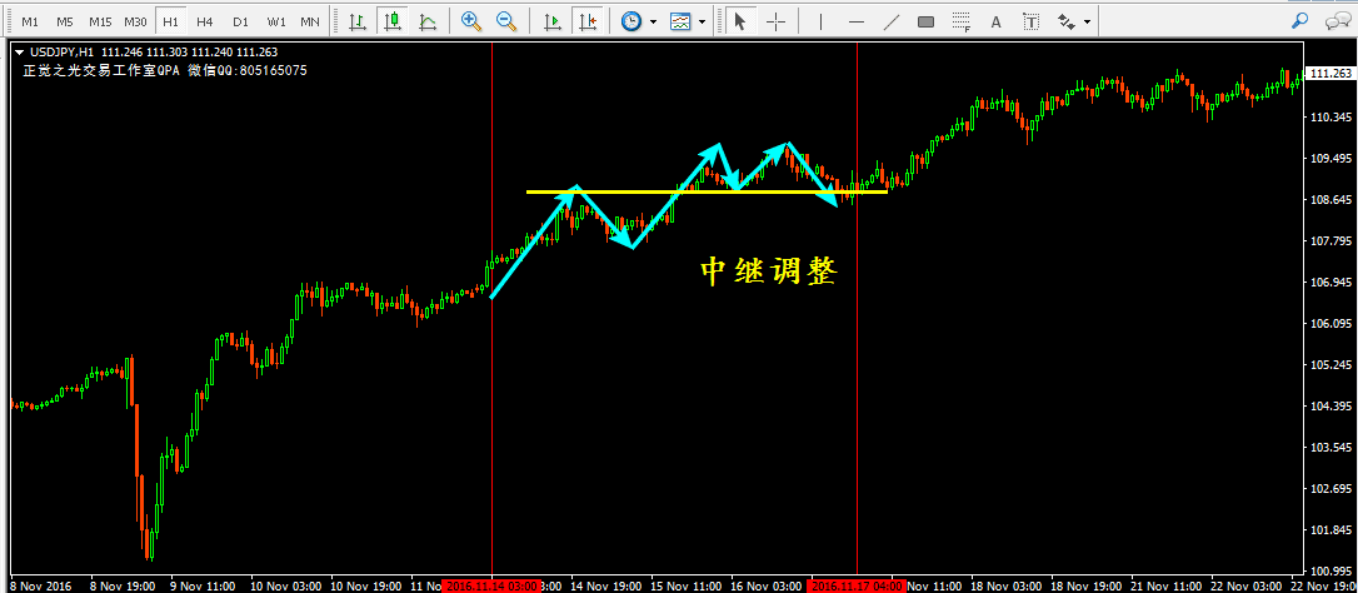 M1 M5 M15 M30 H1 H4 D1 W1 MN
F A T
USDJPY,H1 111.246 111.303 111.240 111.263
正觉之光交易工作室QPA 微信QQ:805165075
中继调整
111.263
110.345
109.495
108.645
107.795
106.945
106.095
105.245
104.395
103.545
102.695
101.845
100.995
8 Nov 2016 8 Nov 19:00 9 Nov 11:00 10 Nov 03:00 10 Nov 19:00 11 No 2016.11.14 03:00 3:00 14 Nov 19:00 15 Nov 11:00 16 Nov 03:00 2016.11.17 04:00 Nov 11:00 18 Nov 03:00 18 Nov 19:00 21 Nov 11:00 22 Nov 03:00 22 Nov 19:00